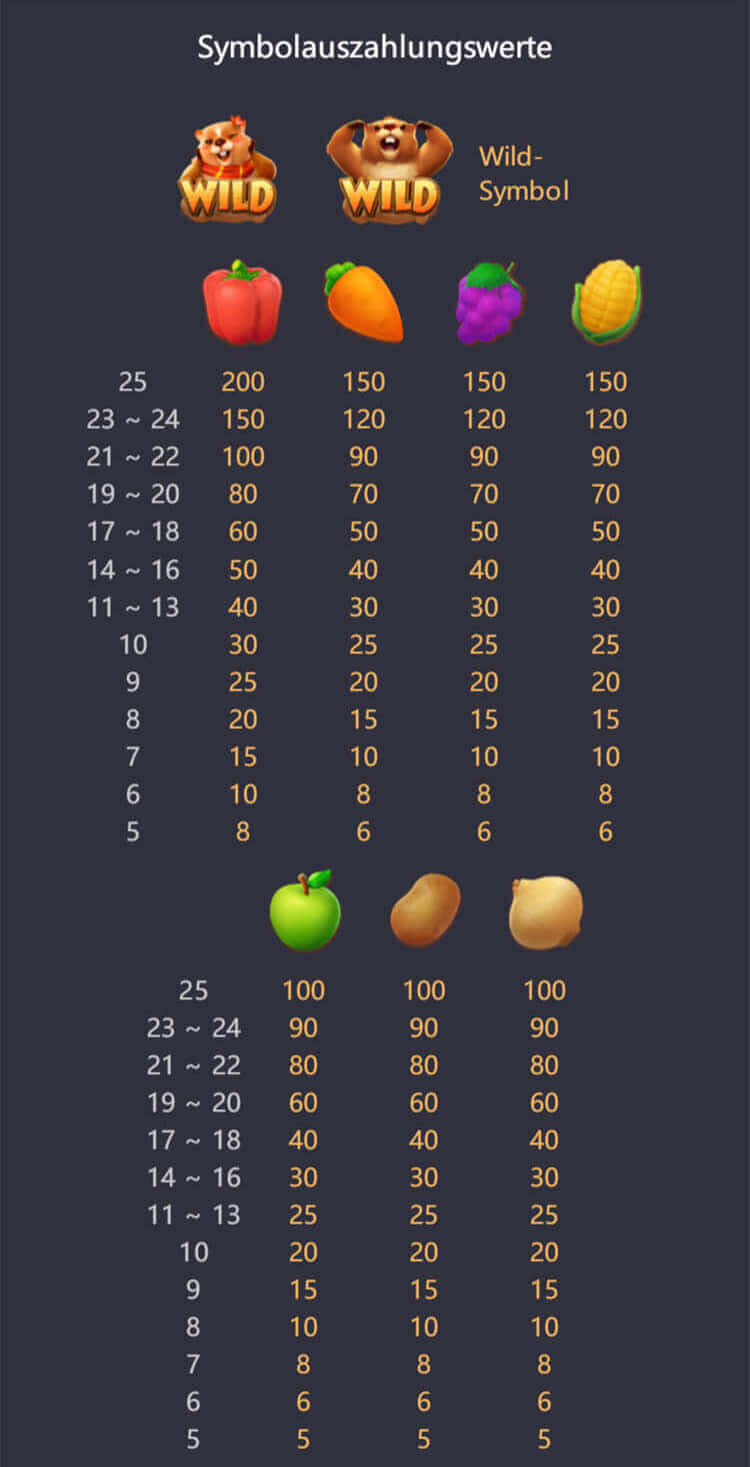 Symbolauszahlungswerte
WILD WILD Wild-
Symbol
25 200 150 150 150
23 ~ 24 150 120 120 120
21 ~ 22 100 90 90 90
19 ~ 20 80 70 70 70
17 ~ 18 60 50 50 50
14 ~ 16 50 40 40 40
11 ~ 13 40 30 30 30
10 30 25 25 25
9 25 20 20 20
8 20 15 15 15
7 15 10 10 10
6 10 8 8 8
5 8 6 6 6
25 100 100 100
23 ~ 24 90 90 90
21 ~ 22 80 80 80
19 ~ 20 60 60 60
17 ~ 18 40 40 40
14 ~ 16 30 30 30
11 ~ 13 25 25 25
10 20 20 20
9 15 15 15
8 10 10 10
7 8 8 8
6 6 6 6
5 5 5 5